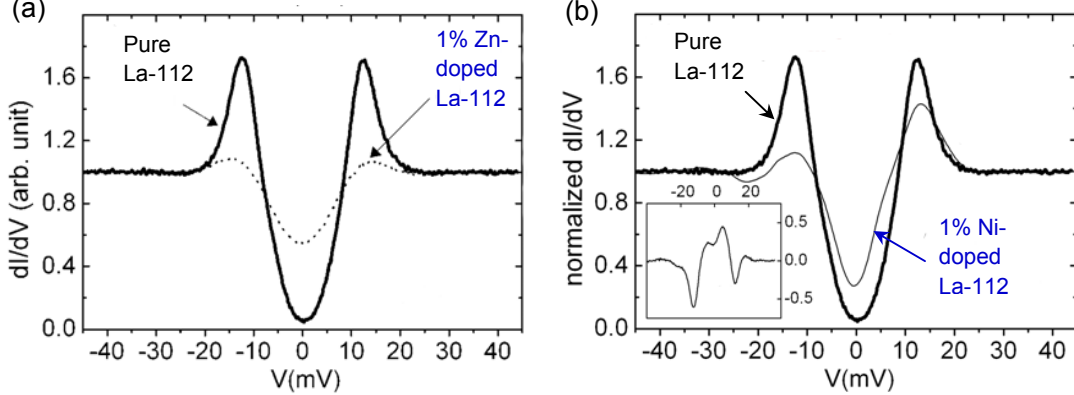 (a)
Pure
La-112
1% Zn-
doped
La-112
dI/dV (arb. unit)
1.6
1.2
0.8
0.4
0.0
-40 -30 -20 -10 0 10 20 30 40
V(mV)
(b)
Pure
La-112
1% Ni-
doped
La-112
normalized dI/dV
1.6
1.2
0.8
0.4
0.0
-20 0 20
0.5
0.0
-0.5
-40 -30 -20 -10 0 10 20 30 40
V(mV)